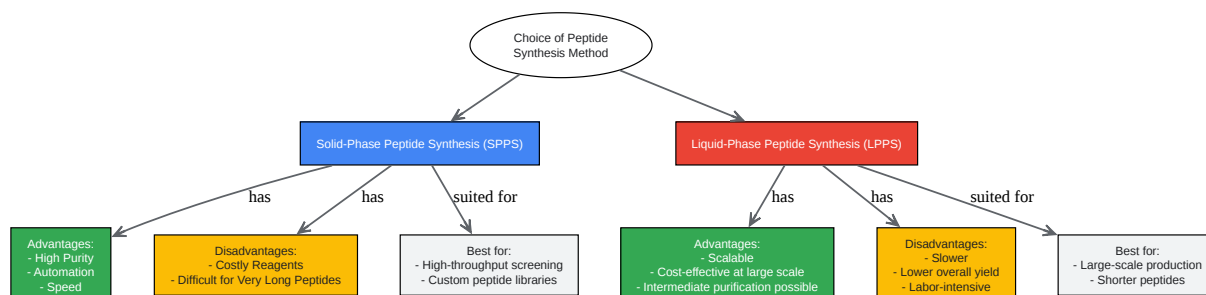 Choice of Peptide
Synthesis Method
Solid-Phase Peptide Synthesis (SPPS)
Liquid-Phase Peptide Synthesis (LPPS)
has
has
suited for
has
has
suited for
Advantages:
- High Purity
- Automation
- Speed
Disadvantages:
- Costly Reagents
- Difficult for Very Long Peptides
Best for:
- High-throughput screening
- Custom peptide libraries
Advantages:
- Scalable
- Cost-effective at large scale
- Intermediate purification possible
Disadvantages:
- Slower
- Lower overall yield
- Labor-intensive
Best for:
- Large-scale production
- Shorter peptides